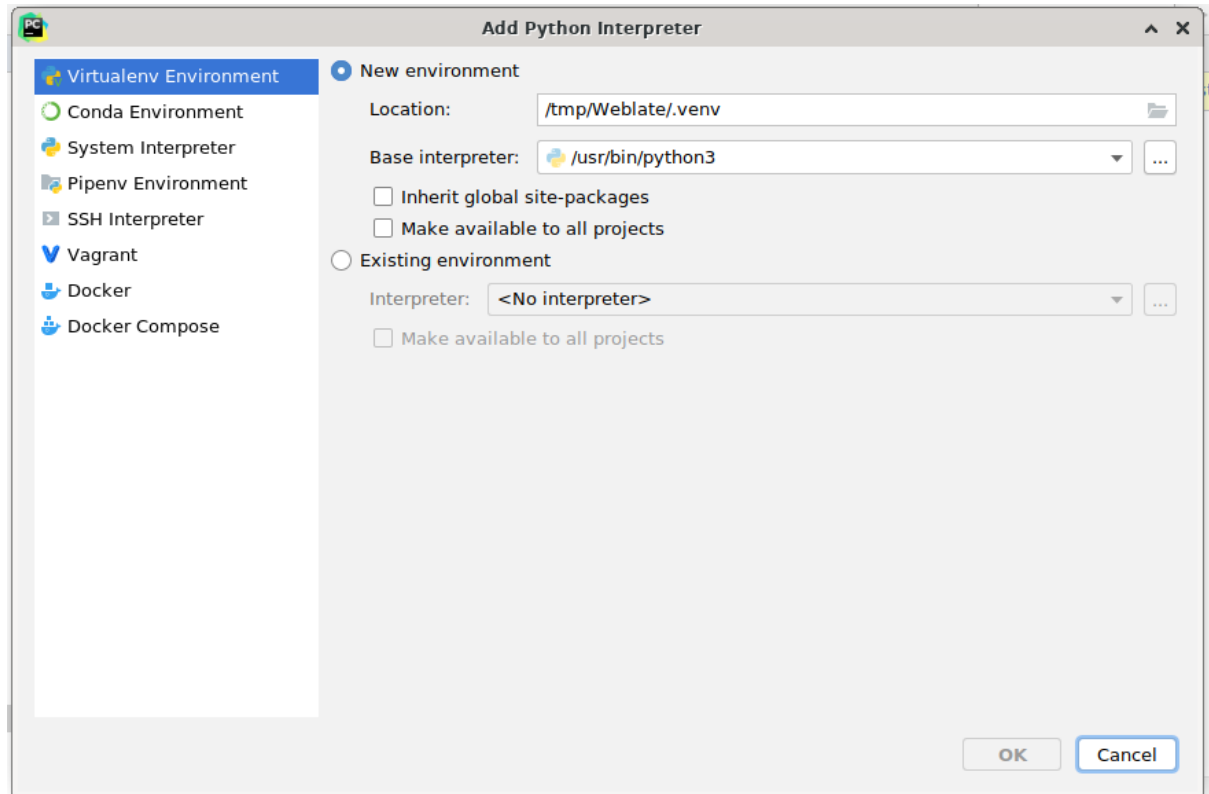 PC
Add Python Interpreter
Virtualenv Environment
Conda Environment
System Interpreter
Pipenv Environment
SSH Interpreter
Vagrant
Docker
Docker Compose
New environment
Location: /tmp/Weblate/.venv
Base interpreter: /usr/bin/python3 ...
Inherit global site-packages
Make available to all projects
Existing environment
Interpreter: <No interpreter> ...
Make available to all projects
OK Cancel